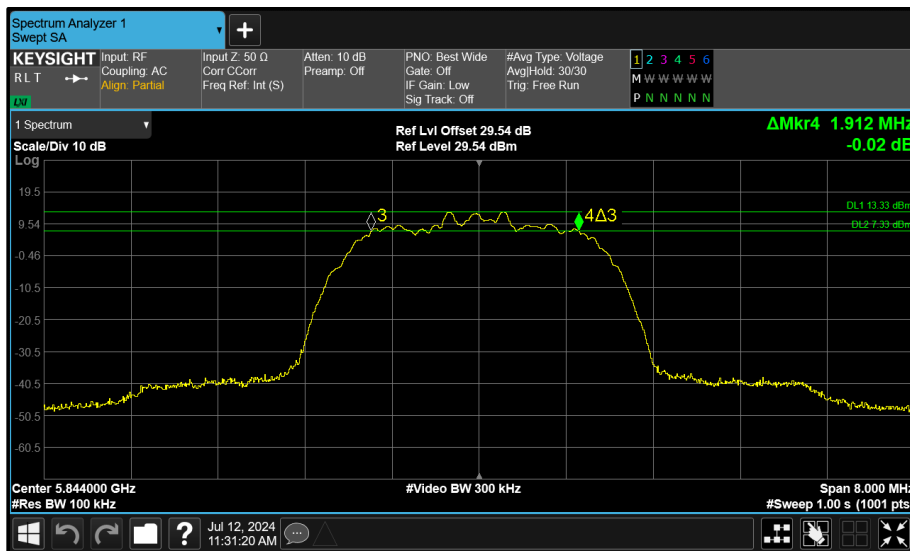 Spectrum Analyzer 1
Swept SA
+
KEYSIGHT
RLT
LXI
Input: RF
Coupling: AC
Align: Partial
Input Z: 50 Ω
Corr CCorr
Freq Ref: Int (S)
Atten: 10 dB
Preamp: Off
PNO: Best Wide
Gate: Off
IF Gain: Low
Sig Track: Off
#Avg Type: Voltage
Avg|Hold: 30/30
Trig: Free Run
1 2 3 4 5 6
M W W W W W
P N N N N N
1 Spectrum
Scale/Div 10 dB
Ref Lvl Offset 29.54 dB
Ref Level 29.54 dBm
ΔMkr4 1.912 MHz
-0.02 dB
Log
19.5
9.54
-0.46
-10.5
-20.5
-30.5
-40.5
-50.5
-60.5
3
4Δ3
DL1 13.33 dBm
DL2 7.33 dBm
Center 5.844000 GHz
#Res BW 100 kHz
#Video BW 300 kHz
Span 8.000 MHz
#Sweep 1.00 s (1001 pts
?
Jul 12, 2024
11:31:20 AM